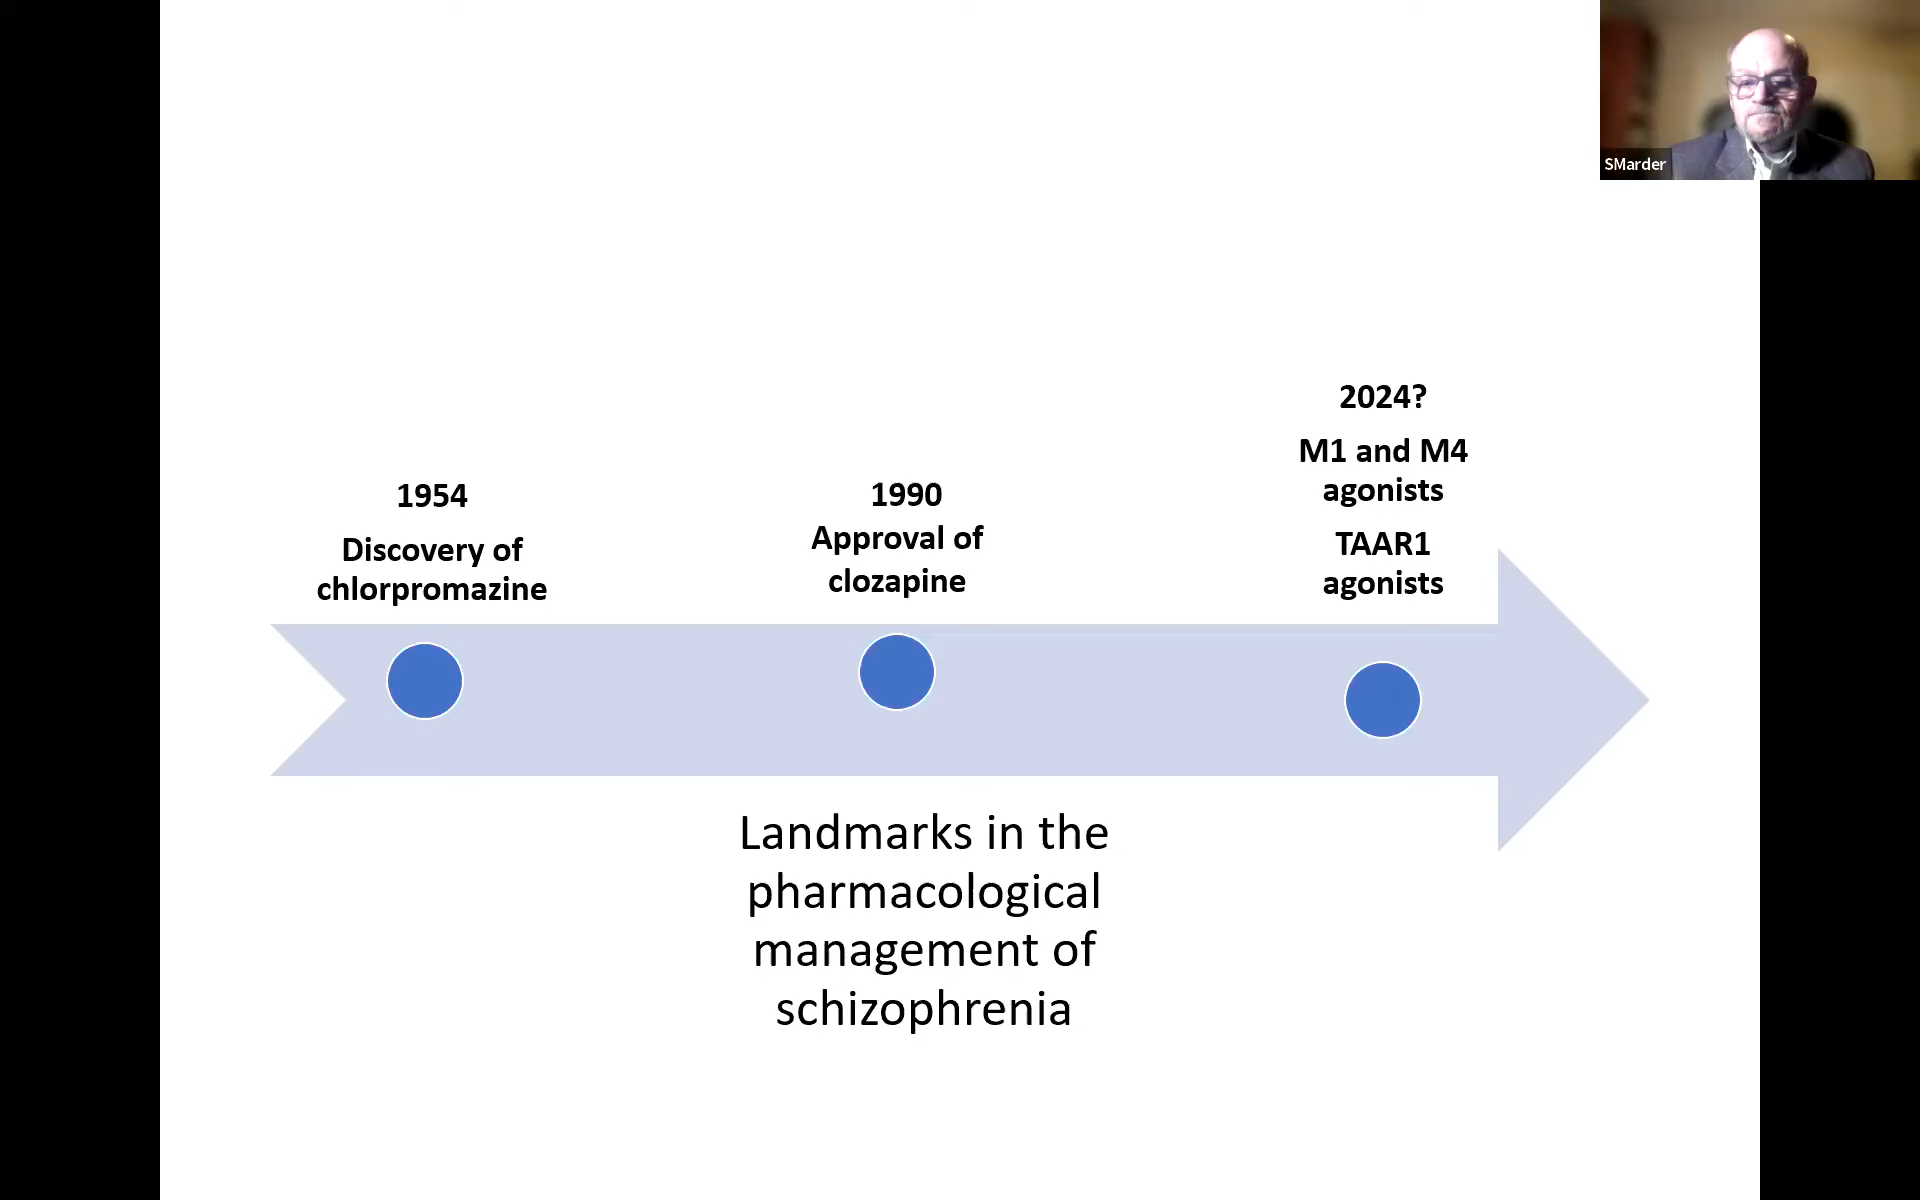 SMarder
1954
Discovery of
chlorpromazine
1990
Approval of
clozapine
2024?
M1 and M4
agonists
TAAR1
agonists
Landmarks in the
pharmacological
management of
schizophrenia